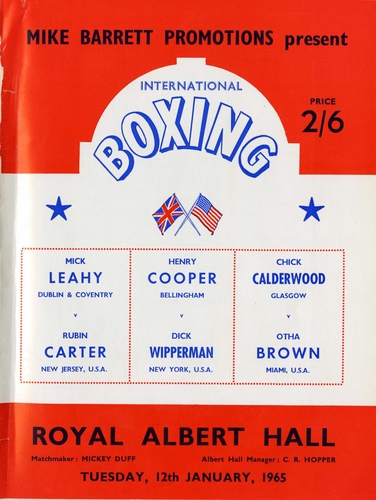 MIKE BARRETT PROMOTIONS present
INTERNATIONAL
BOXING
PRICE
2/6
MICK
LEAHY
DUBLIN & COVENTRY
v
RUBIN
CARTER
NEW JERSEY, U.S.A.
HENRY
COOPER
BELLINGHAM
v
DICK
WIPPERMAN
NEW YORK, U.S.A.
CHICK
CALDERWOOD
GLASGOW
v
OTHA
BROWN
MIAMI, U.S.A.
ROYAL ALBERT HALL
Matchmaker : MICKEY DUFF Albert Hall Manager : C. R. HOPPER
TUESDAY, 12th JANUARY, 1965